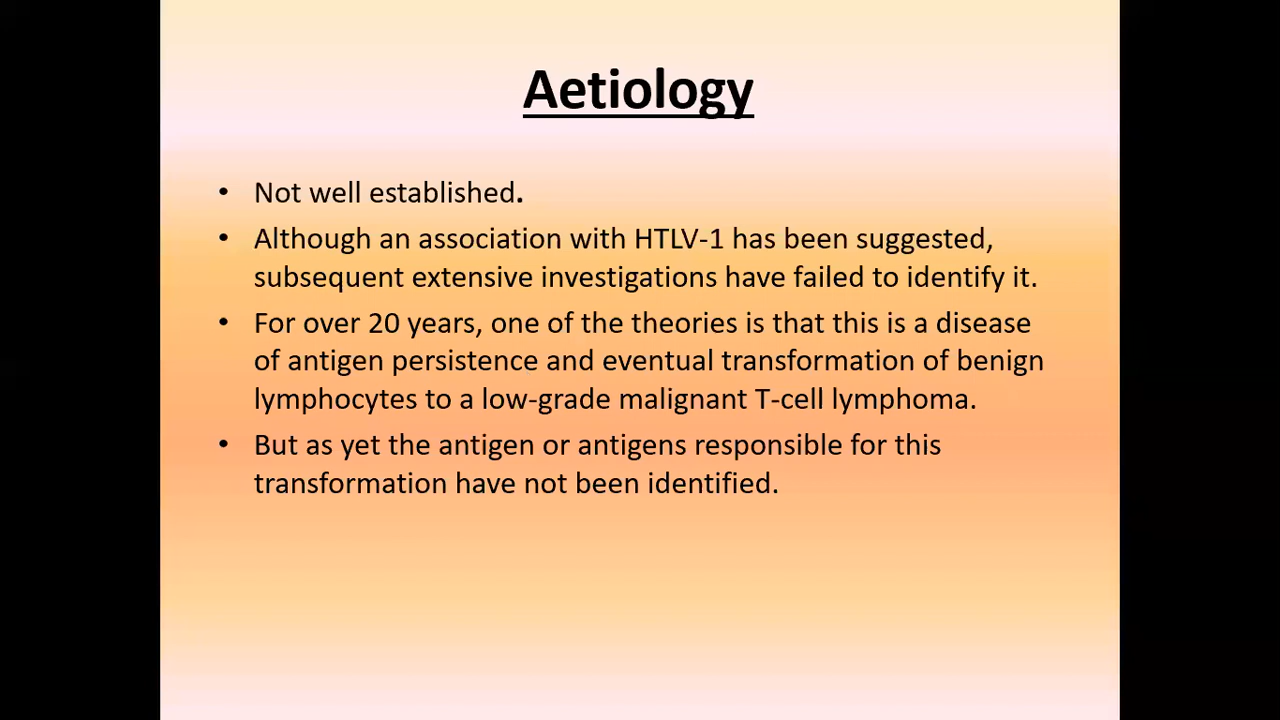 Aetiology
• Not well established.
• Although an association with HTLV-1 has been suggested,
subsequent extensive investigations have failed to identify it.
• For over 20 years, one of the theories is that this is a disease
of antigen persistence and eventual transformation of benign
lymphocytes to a low-grade malignant T-cell lymphoma.
• But as yet the antigen or antigens responsible for this
transformation have not been identified.